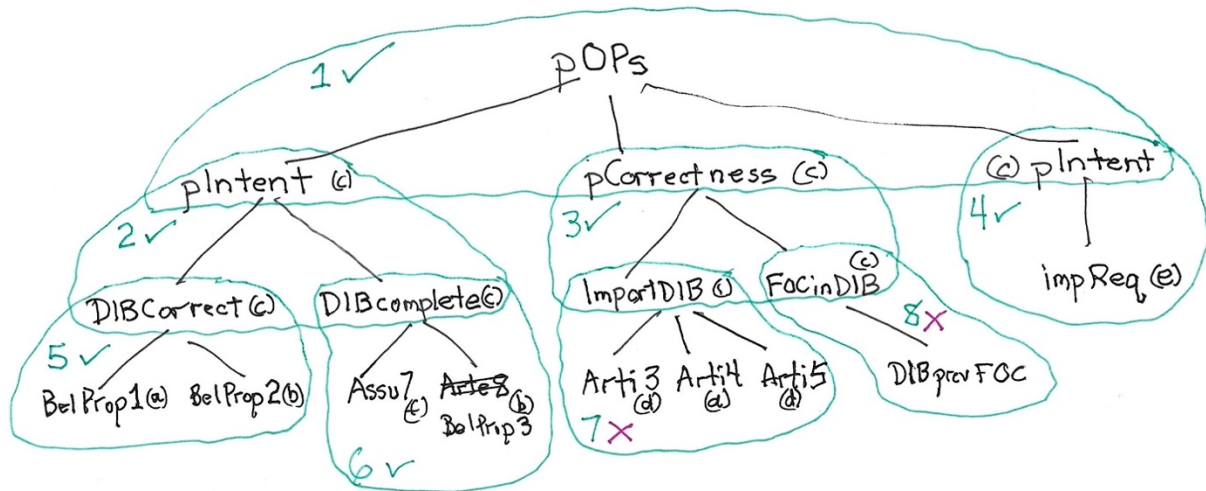 1 ✓
pOPs
pIntent (c)
pCorrectness (c)
(c) pIntent
2 ✓
3 ✓
4 ✓
DIBCorrect (c)
DIBcomplete (c)
ImportDIB (c)
(c)
FOCinDIB
impReq (e)
5 ✓
8 X
BelProp1 (a)
BelProp2 (b)
Assu7
(f)
Arte8
(b)
BelProp3
Arti3
(d)
Arti4
(d)
Arti5
(d)
DIBprevFOC
6 ✓
7 X